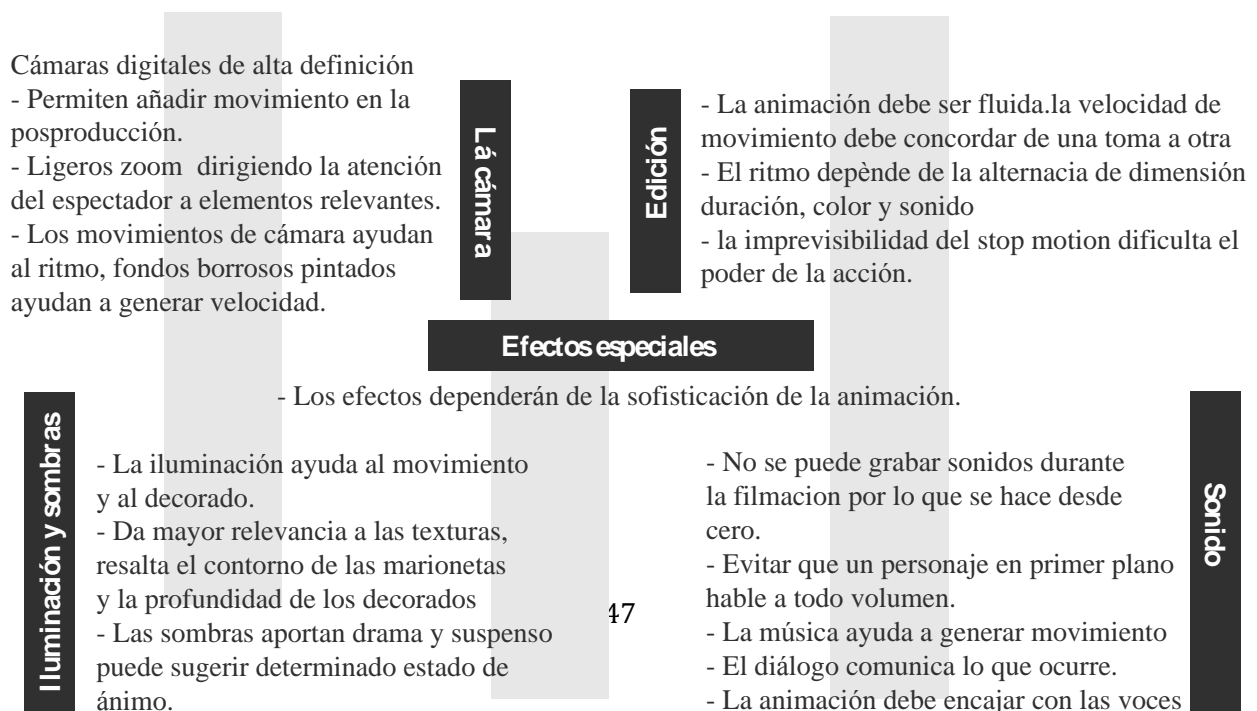 Cámaras digitales de alta definición
- Permiten añadir movimiento en la
posproducción.
- Ligeros zoom  dirigiendo la atención
del espectador a elementos relevantes.
- Los movimientos de cámara ayudan
al ritmo, fondos borrosos pintados
ayudan a generar velocidad.
Lá cámara
Edición
- La animación debe ser fluida.la velocidad de
movimiento debe concordar de una toma a otra
- El ritmo depènde de la alternacia de dimensión
duración, color y sonido
- la imprevisibilidad del stop motion dificulta el
poder de la acción.
Efectos especiales
- Los efectos dependerán de la sofisticación de la animación.
Iluminación y sombras
- La iluminación ayuda al movimiento
y al decorado.
- Da mayor relevancia a las texturas,
resalta el contorno de las marionetas
y la profundidad de los decorados
- Las sombras aportan drama y suspenso
puede sugerir determinado estado de
ánimo.
47
- No se puede grabar sonidos durante
la filmacion por lo que se hace desde
cero.
- Evitar que un personaje en primer plano
hable a todo volumen.
- La música ayuda a generar movimiento
- El diálogo comunica lo que ocurre.
- La animación debe encajar con las voces
Sonido